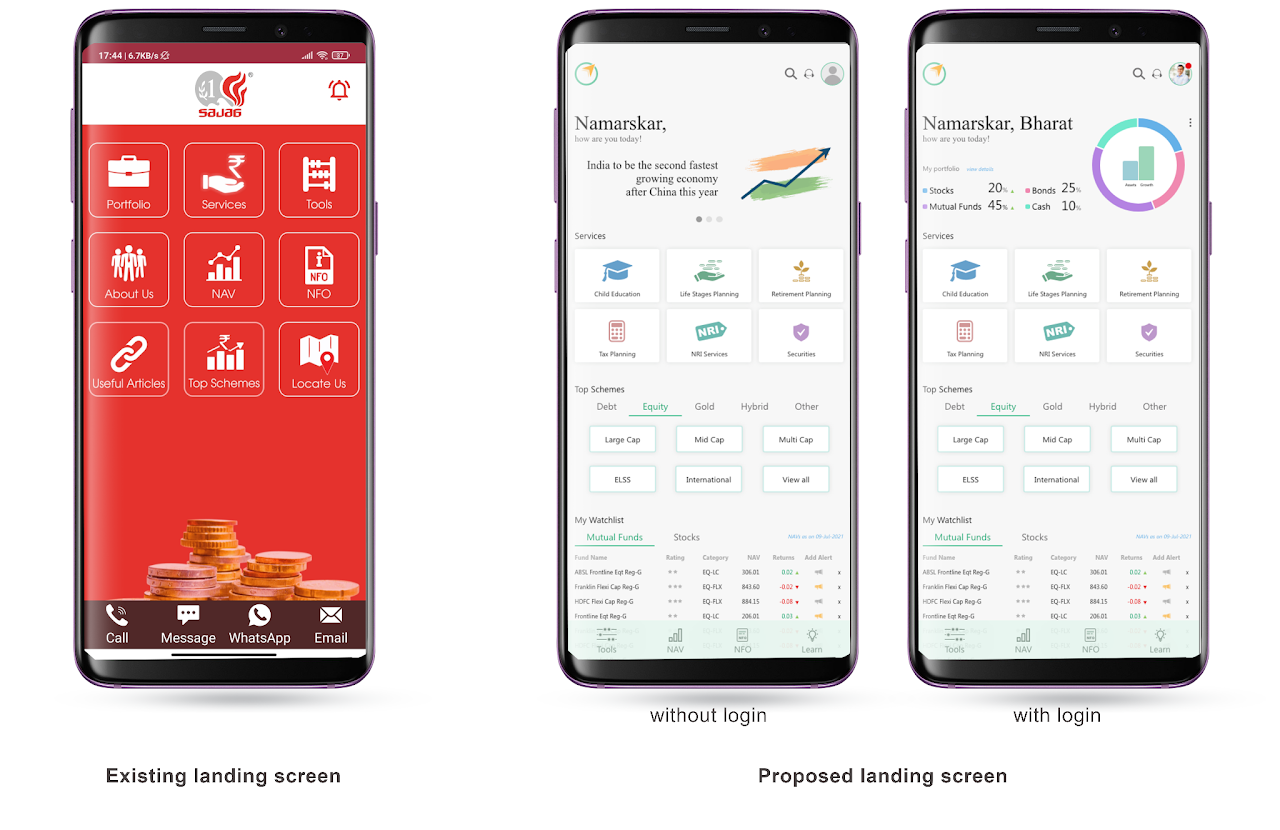 17:44 | 6.7KB/s
37
1
®
SaJaG
Portfolio
Services
Tools
About Us
NAV
NFO
NFO
Useful Articles
Top Schemes
Locate Us
Call
Message
WhatsApp
Email
Existing landing screen
Namarskar,
how are you today!
India to be the second fastest
growing economy
after China this year
Services
Child Education
Life Stages Planning
Retirement Planning
Tax Planning
NRI
NRI Services
Securities
Top Schemes
Debt Equity Gold Hybrid Other
Large Cap Mid Cap Multi Cap
ELSS International View all
My Watchlist
Mutual Funds Stocks NAVs as on 09-Jul-2021
Fund Name Rating Category NAV Returns Add Alert
ABSL Frontline Eqt Reg-G EQ-LC 306.01 0.02 x
Franklin Flexi Cap Reg-G EQ-FLX 843.60 -0.02 x
HDFC Flexi Cap Reg-G EQ-FLX 884.15 -0.08 x
Frontline Eqt Reg-G EQ-LC 206.01 0.03 x
Tools NAV NFO Learn
without login
Namarskar, Bharat
how are you today!
My portfolio view details
Stocks 20% Bonds 25%
Mutual Funds 45% Cash 10%
Assets Growth
Services
Child Education
Life Stages Planning
Retirement Planning
Tax Planning
NRI
NRI Services
Securities
Top Schemes
Debt Equity Gold Hybrid Other
Large Cap Mid Cap Multi Cap
ELSS International View all
My Watchlist
Mutual Funds Stocks NAVs as on 09-Jul-2021
Fund Name Rating Category NAV Returns Add Alert
ABSL Frontline Eqt Reg-G EQ-LC 306.01 0.02 x
Franklin Flexi Cap Reg-G EQ-FLX 843.60 -0.02 x
HDFC Flexi Cap Reg-G EQ-FLX 884.15 -0.08 x
Frontline Eqt Reg-G EQ-LC 206.01 0.03 x
Tools NAV NFO Learn
with login
Proposed landing screen